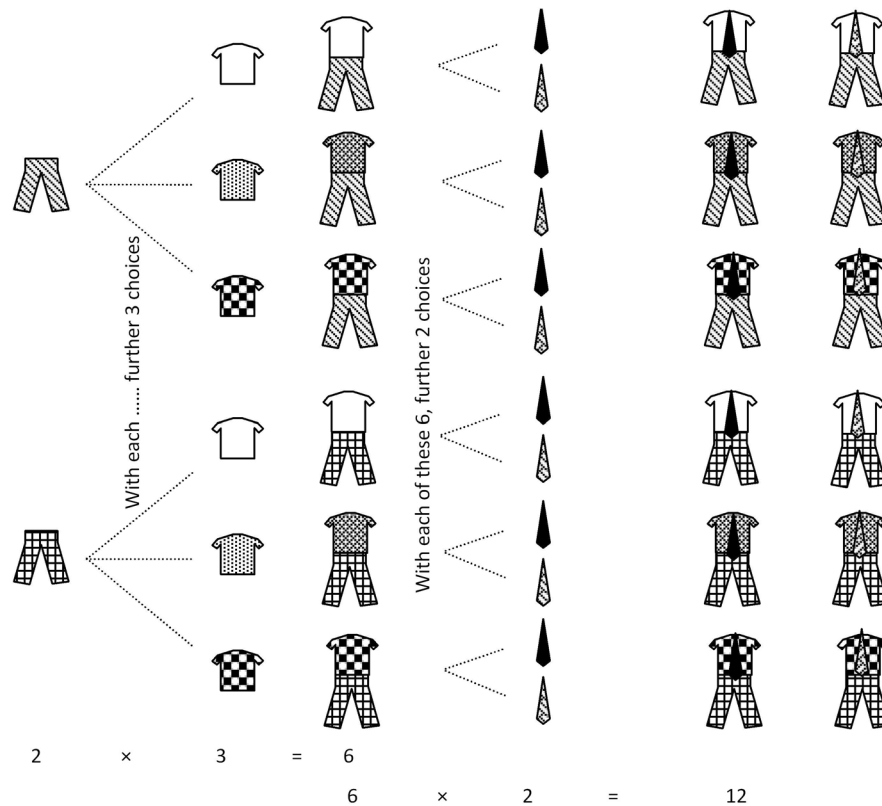 With each ...... further 3 choices
With each of these 6, further 2 choices
2 × 3 = 6
6 × 2 = 12